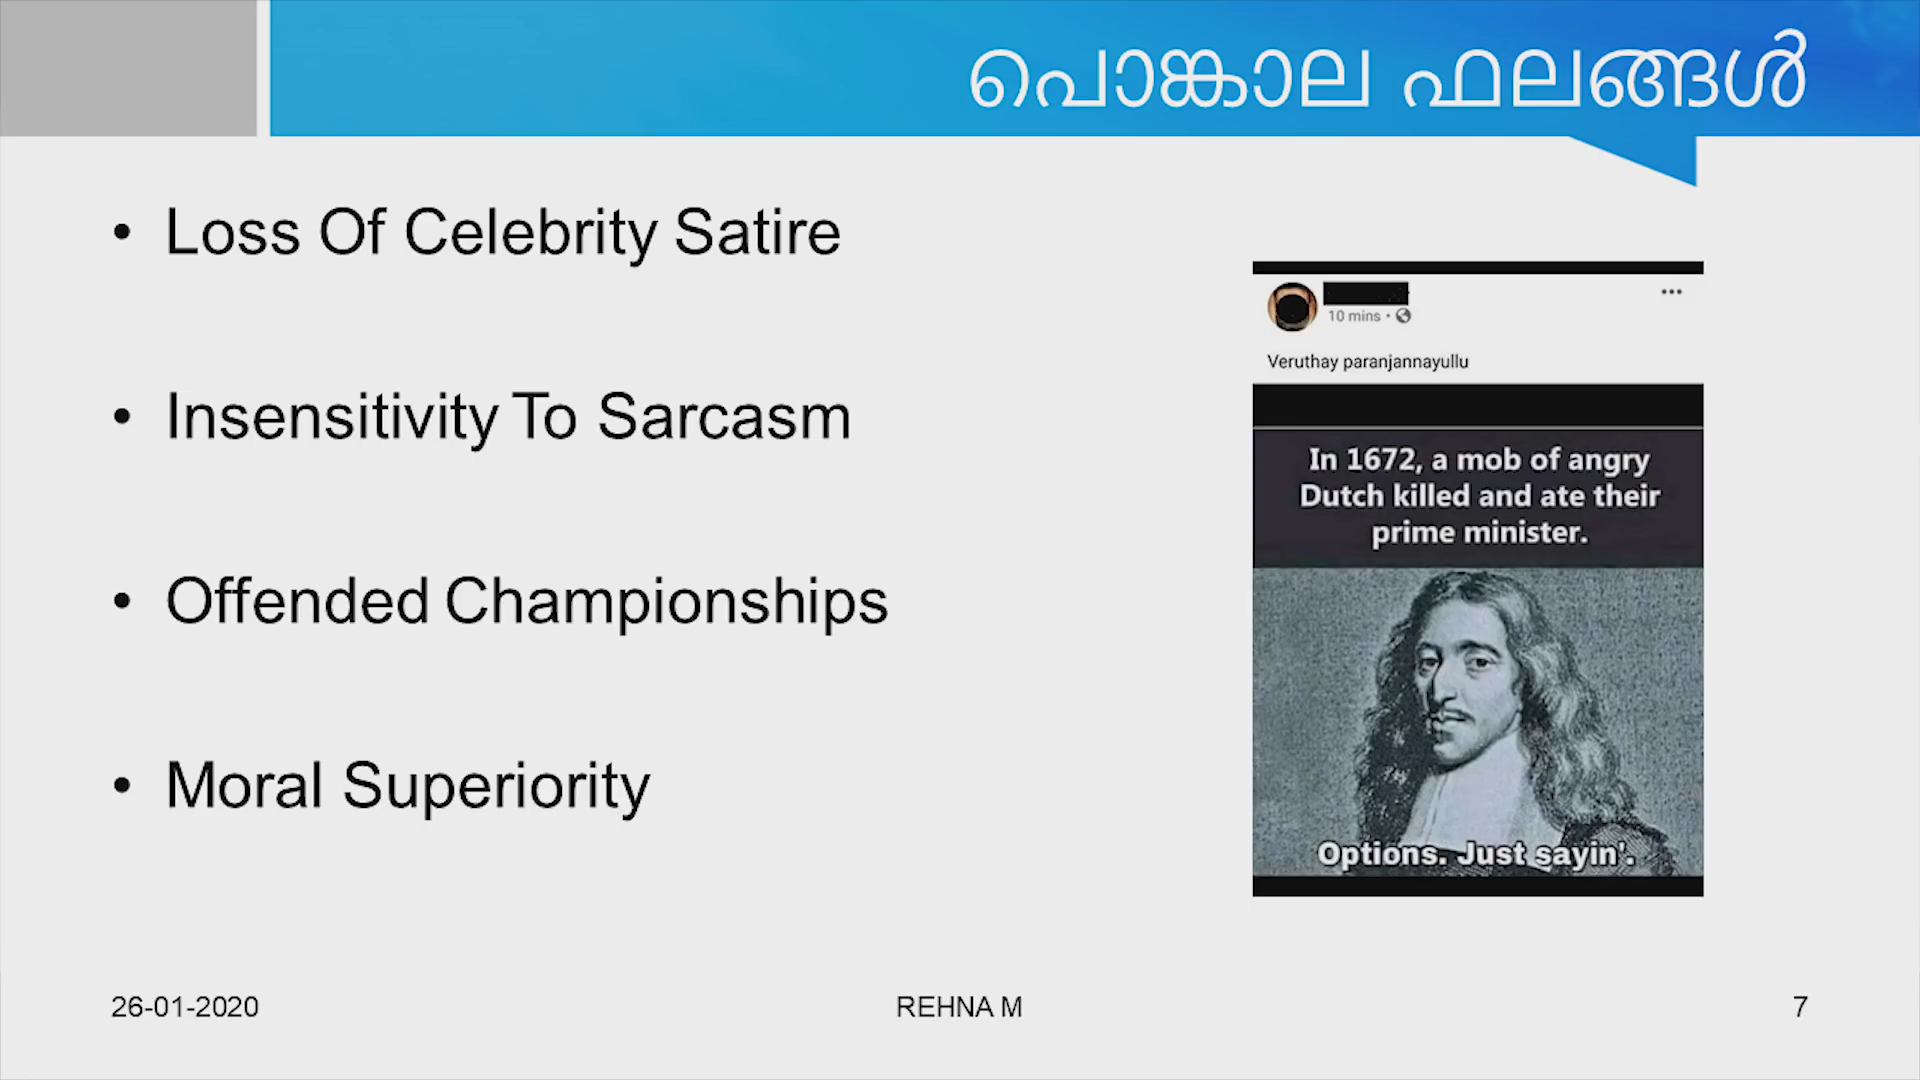 പൊങ്കാല ഫലങ്ങൾ
• Loss Of Celebrity Satire
• Insensitivity To Sarcasm
• Offended Championships
• Moral Superiority
10 mins •
Veruthay paranjannayullu
In 1672, a mob of angry
Dutch killed and ate their
prime minister.
Options. Just sayin'.
26-01-2020
REHNA M
7